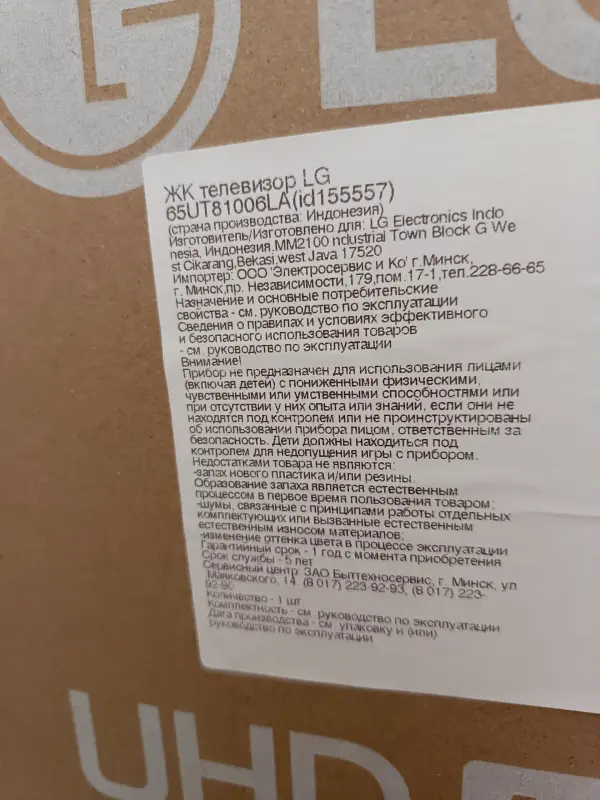 LG
ЖК телевизор LG
65UT81006LA(id155557)
(страна производства: Индонезия)
Изготовитель/Изготовлено для: LG Electronics Indo
nesia, Индонезия,MM2100 ndustrial Town Block G We
st Cikarang,Bekasi,west Java 17520
Импортер: ООО 'Электросервис и Ко' г.Минск,
г. Минск,пр. Независимости,179,пом.17-1,тел.228-66-65
Назначение и основные потребительские
свойства - см. руководство по эксплуатации
Сведения о правилах и условиях эффективного
и безопасного использования товаров
- см. руководство по эксплуатации
Внимание!
Прибор не предназначен для использования лицами
(включая детей) с пониженными физическими,
чувственными или умственными способностями или
при отсутствии у них опыта или знаний, если они не
находятся под контролем или не проинструктированы
об использовании прибора лицом, ответственным за
безопасность. Дети должны находиться под
контролем для недопущения игры с прибором.
Недостатками товара не являются:
-запах нового пластика и/или резины.
Образование запаха является естественным
процессом в первое время пользования товаром;
-шумы, связанные с принципами работы отдельных
комплектующих или вызванные естественным
естественным износом материалов;
-изменение оттенка цвета в процессе эксплуатации
Гарантийный срок - 1 год с момента приобретения
Срок службы - 5 лет
Сервисный центр: ЗАО Быттехносервис, г. Минск, ул
Маяковского, 14, (8 017) 223-92-93, (8 017) 223-
92-90
Количество - 1 шт
Комплектность - см. руководство по эксплуатации
Дата производства - см. упаковку и (или)
руководство по эксплуатации
UHD